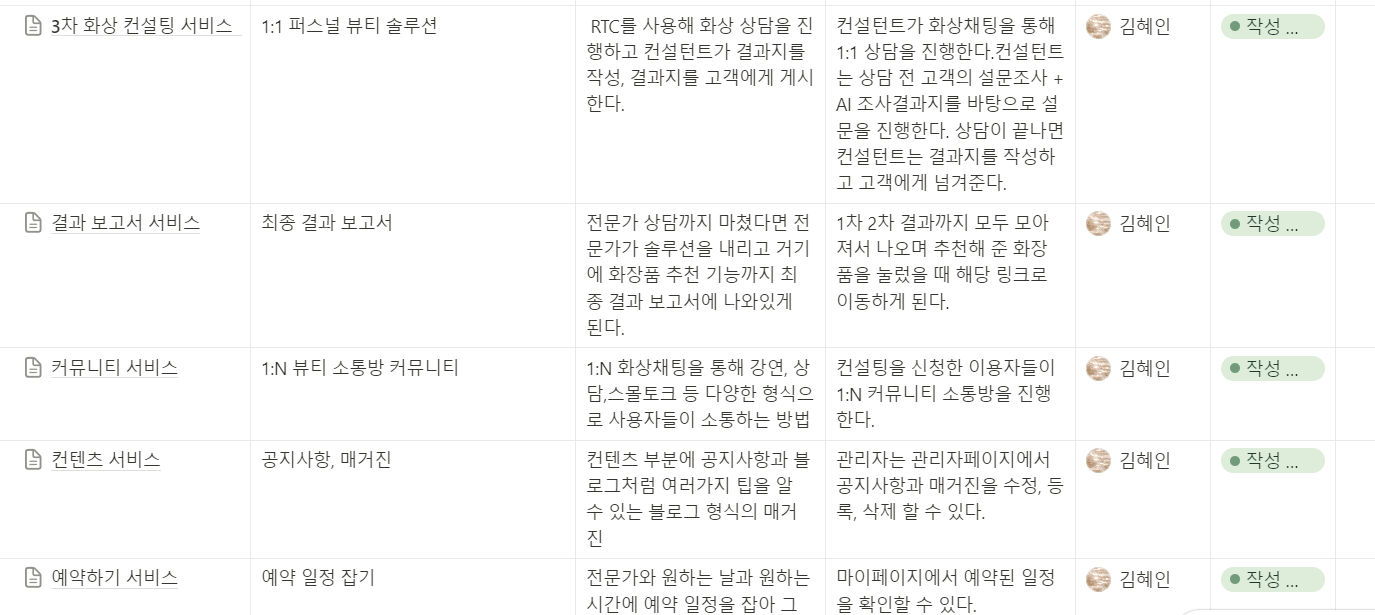 3차 화상 컨설팅 서비스
1:1 퍼스널 뷰티 솔루션
RTC를 사용해 화상 상담을 진
행하고 컨설턴트가 결과지를
작성, 결과지를 고객에게 게시
한다.
컨설턴트가 화상채팅을 통해
1:1 상담을 진행한다.컨설턴트
는 상담 전 고객의 설문조사 +
AI 조사결과지를 바탕으로 설
문을 진행한다. 상담이 끝나면
컨설턴트는 결과지를 작성하
고 고객에게 넘겨준다.
김혜인
작성 ...
결과 보고서 서비스
최종 결과 보고서
전문가 상담까지 마쳤다면 전
문가가 솔루션을 내리고 거기
에 화장품 추천 기능까지 최
종 결과 보고서에 나와있게
된다.
1차 2차 결과까지 모두 모아
져서 나오며 추천해 준 화장
품을 눌렀을 때 해당 링크로
이동하게 된다.
김혜인
작성 ...
커뮤니티 서비스
1:N 뷰티 소통방 커뮤니티
1:N 화상채팅을 통해 강연, 상
담,스몰토크 등 다양한 형식으
로 사용자들이 소통하는 방법
컨설팅을 신청한 이용자들이
1:N 커뮤니티 소통방을 진행
한다.
김혜인
작성 ...
컨텐츠 서비스
공지사항, 매거진
컨텐츠 부분에 공지사항과 블
로그처럼 여러가지 팁을 알
수 있는 블로그 형식의 매거
진
관리자는 관리자페이지에서
공지사항과 매거진을 수정, 등
록, 삭제 할 수 있다.
김혜인
작성 ...
예약하기 서비스
예약 일정 잡기
전문가와 원하는 날과 원하는
시간에 예약 일정을 잡아 그
마이페이지에서 예약된 일정
을 확인할 수 있다.
김혜인
작성 ...